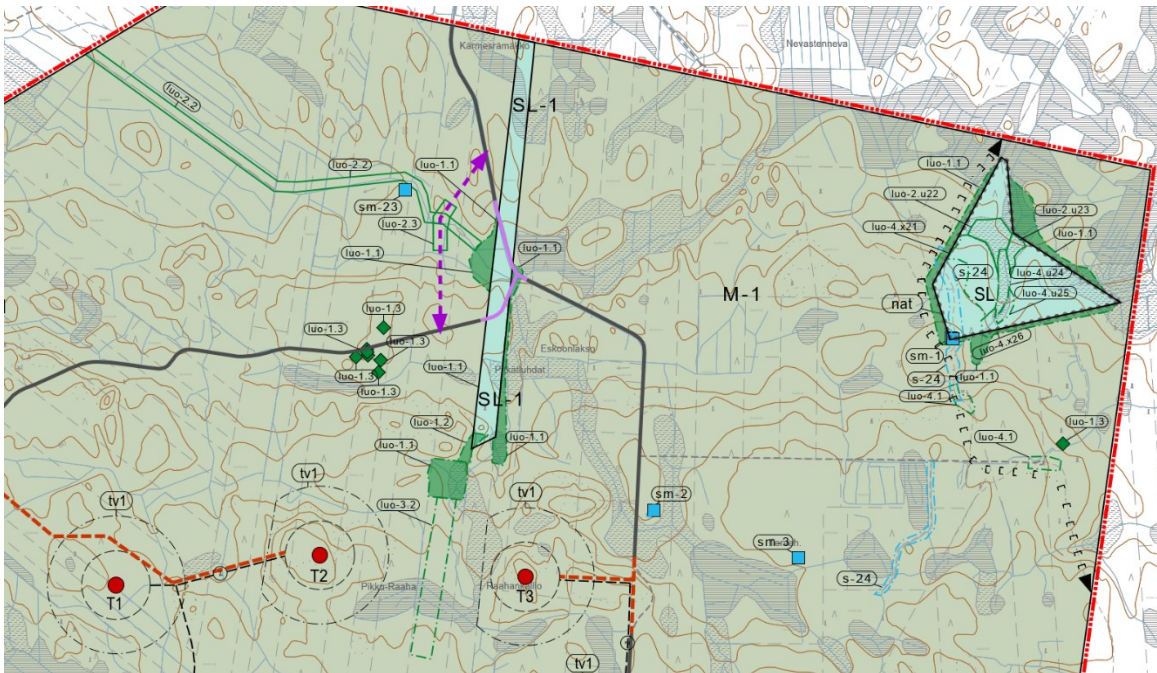 Kärmesrämäkkö
Nevastenneva
luo-2.2
SL-1
luo-2.2
luo-1.1
luo-1.1
luo-2.u22
sm-23
luo-2.3
luo-2.u23
luo-4.x21
luo-1.1
luo-1.1
luo-1.1
s-24
luo-4.u24
M-1
SL
luo-4.u25
nat
luo-1.3
luo-1.3
luo-1.3
luo-1.3
luo-1.3
Eskoonlakso
sm-1
luo-4.x26
luo-1.1
s-24
luo-1.1
luo-4.1
SL-1
luo-1.2
luo-1.1
luo-1.1
luo-1.3
luo-4.1
tv1
tv1
tv1
sm-2
luo-3.2
sm-3
T2
s-24
T1
Pikku-Raaha
T3
tv1